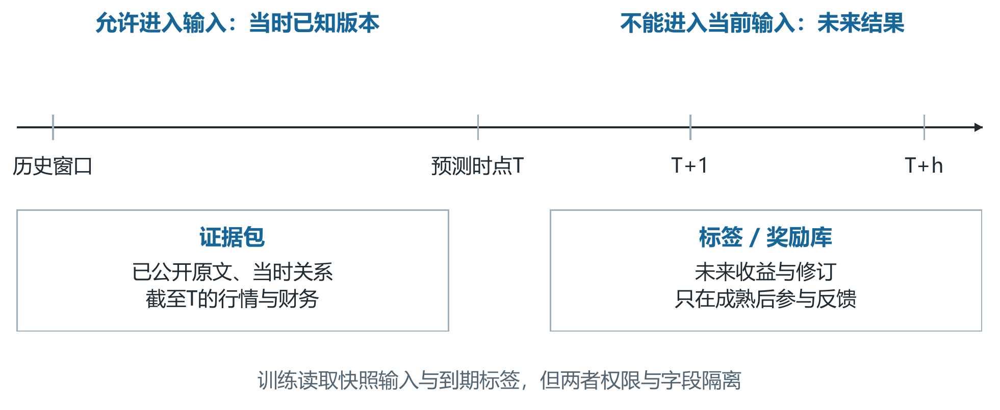 允许进入输入：当时已知版本
不能进入当前输入：未来结果
历史窗口
预测时点T
T+1
T+h
证据包
已公开原文、当时关系
截至T的行情与财务
标签 / 奖励库
未来收益与修订
只在成熟后参与反馈
训练读取快照输入与到期标签，但两者权限与字段隔离